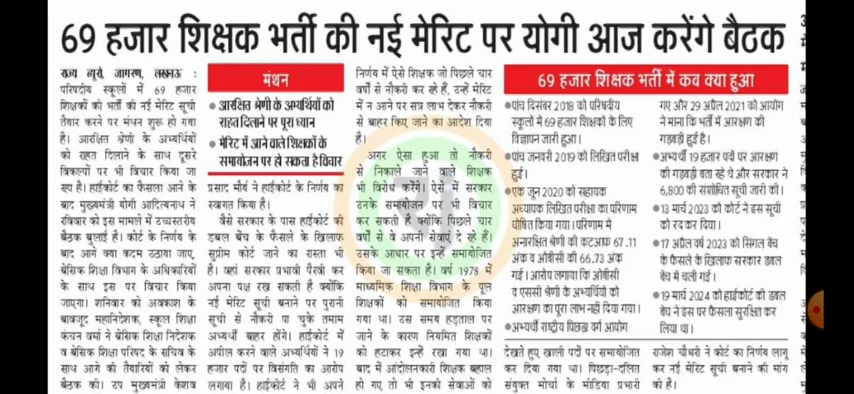 69 हजार शिक्षक भर्ती की नई मेरिट पर योगी आज करेंगे बैठक
राज्य ब्यूरो, जागरण, लखनऊ :
परिषदीय स्कूलों में 69 हजार
शिक्षकों की भर्ती की नई मेरिट सूची
तैयार करने पर मंथन शुरू हो गया
है। आरक्षित श्रेणी के अभ्यर्थियों
को राहत दिलाने के साथ दूसरे
विकल्पों पर भी विचार किया जा
रहा है। हाईकोर्ट का फैसला आने के
बाद मुख्यमंत्री योगी आदित्यनाथ ने
रविवार को इस मामले में उच्चस्तरीय
बैठक बुलाई है। कोर्ट के निर्णय के
बाद आगे क्या कदम उठाया जाए,
बेसिक शिक्षा विभाग के अधिकारियों
के साथ इस पर विचार किया
जाएगा। शनिवार को अवकाश के
बावजूद महानिदेशक, स्कूल शिक्षा
कंचन वर्मा ने बेसिक शिक्षा निदेशक
व बेसिक शिक्षा परिषद के सचिव के
साथ आगे की तैयारियों को लेकर
बैठक की। उप मुख्यमंत्री केशव
मंथन
• आरक्षित श्रेणी के अभ्यर्थियों को
राहत दिलाने पर पूरा ध्यान
• मेरिट में आने वाले शिक्षकों के
समायोजन पर हो सकता है विचार
प्रसाद मौर्य ने हाईकोर्ट के निर्णय का
स्वागत किया है।
वैसे सरकार के पास हाईकोर्ट की
डबल बेंच के फैसले के खिलाफ
सुप्रीम कोर्ट जाने का रास्ता भी
है। वहां सरकार प्रभावी पैरवी कर
अपना पक्ष रख सकती है क्योंकि
नई मेरिट सूची बनाने पर पुरानी
सूची से नौकरी पा चुके तमाम
अभ्यर्थी बाहर होंगे। हाईकोर्ट में
अपील करने वाले अभ्यर्थियों ने 19
हजार पदों पर विसंगति का आरोप
लगाया है। हाईकोर्ट ने भी अपने
निर्णय में ऐसे शिक्षक जो पिछले चार
वर्षों से नौकरी कर रहे हैं, उन्हें मेरिट
में न आने पर सत्र लाभ देकर नौकरी
से बाहर किए जाने का आदेश दिया
है।
अगर ऐसा हुआ तो नौकरी
से निकाले जाने वाले शिक्षक
भी विरोध करेंगे। ऐसे में सरकार
उनके समायोजन पर भी विचार
कर सकती है क्योंकि पिछले चार
वर्षों से वे अपनी सेवाएं दे रहे हैं।
उसके आधार पर इन्हें समायोजित
किया जा सकता है। वर्ष 1978 में
माध्यमिक शिक्षा विभाग के पूल
शिक्षकों को समायोजित किया
गया था। उस समय हड़ताल पर
जाने के कारण नियमित शिक्षकों
को हटाकर इन्हें रखा गया था।
बाद में आंदोलनकारी शिक्षक बहाल
हो गए तो भी इनकी सेवाओं को
69 हजार शिक्षक भर्ती में कब क्या हुआ
• पांच दिसंबर 2018 को परिषदीय
स्कूलों में 69 हजार शिक्षकों के लिए
विज्ञापन जारी हुआ।
• पांच जनवरी 2019 को लिखित परीक्षा
हुई।
• एक जून 2020 को सहायक
अध्यापक लिखित परीक्षा का परिणाम
घोषित किया गया। परिणाम में
अनारक्षित श्रेणी की कटआफ 67.11
अंक व ओबीसी की 66.73 अंक
गई। आरोप लगाया कि ओबीसी
व एससी श्रेणी के अभ्यर्थियों को
आरक्षण का पूरा लाभ नहीं दिया गया।
• अभ्यर्थी राष्ट्रीय पिछड़ा वर्ग आयोग
गए और 29 अप्रैल 2021 को आयोग
ने माना कि भर्ती में आरक्षण की
गड़बड़ी हुई है।
• अभ्यर्थी 19 हजार पदों पर आरक्षण
की गड़बड़ी बता रहे थे और सरकार ने
6,800 की संशोधित सूची जारी की।
• 13 मार्च 2023 को कोर्ट ने इस सूची
को रद कर दिया।
• 17 अप्रैल वर्ष 2023 को सिंगल बेंच
के फैसले के खिलाफ सरकार डबल
बेंच में चली गई।
• 19 मार्च 2024 को हाईकोर्ट की डबल
बेंच ने इस पर फैसला सुरक्षित कर
लिया था।
देखते हुए खाली पदों पर समायोजित
कर दिया गया था। पिछड़ा-दलित
संयुक्त मोर्चा के मीडिया प्रभारी
राजेश चौधरी ने कोर्ट का निर्णय लागू
कर नई मेरिट सूची बनाने की मांग
की है।